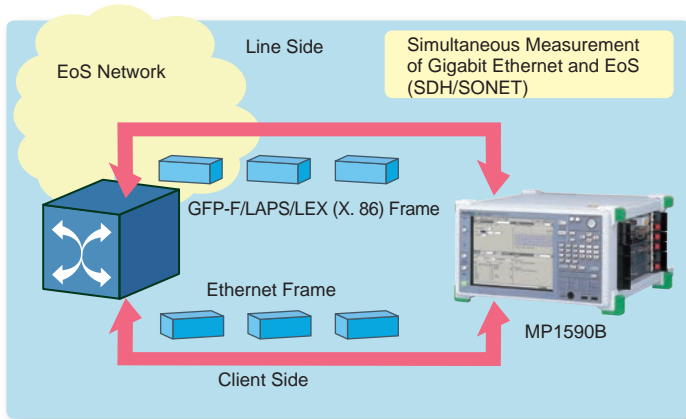 Line Side
EoS Network
Simultaneous Measurement
of Gigabit Ethernet and EoS
(SDH/SONET)
GFP-F/LAPS/LEX (X. 86) Frame
Ethernet Frame
MP1590B
Client Side